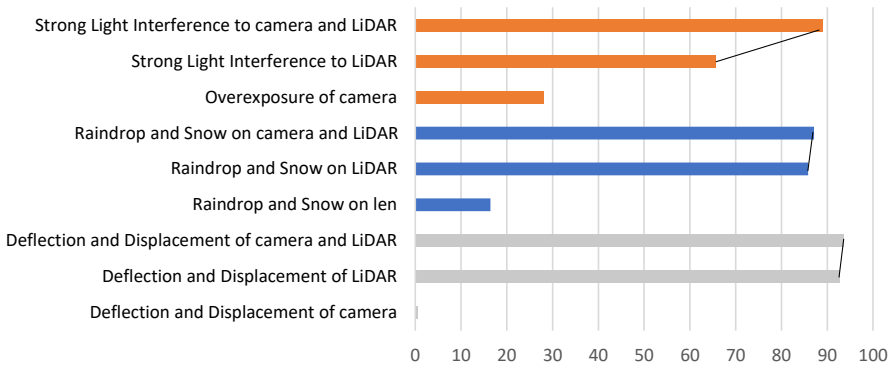 Strong Light Interference to camera and LiDAR
Strong Light Interference to LiDAR
Overexposure of camera
Raindrop and Snow on camera and LiDAR
Raindrop and Snow on LiDAR
Raindrop and Snow on len
Deflection and Displacement of camera and LiDAR
Deflection and Displacement of LiDAR
Deflection and Displacement of camera
0 10 20 30 40 50 60 70 80 90 100